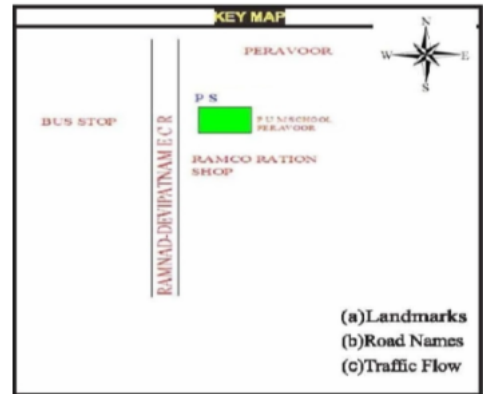 KEY MAP
N
PERAVOOR
W E
S
P S
BUS STOP
P U M SCHOOL
PERAVOOR
RAMNAD-DEVIPATNAM E C R
RAMCO RATION
SHOP
(a)Landmarks
(b)Road Names
(c)Traffic Flow